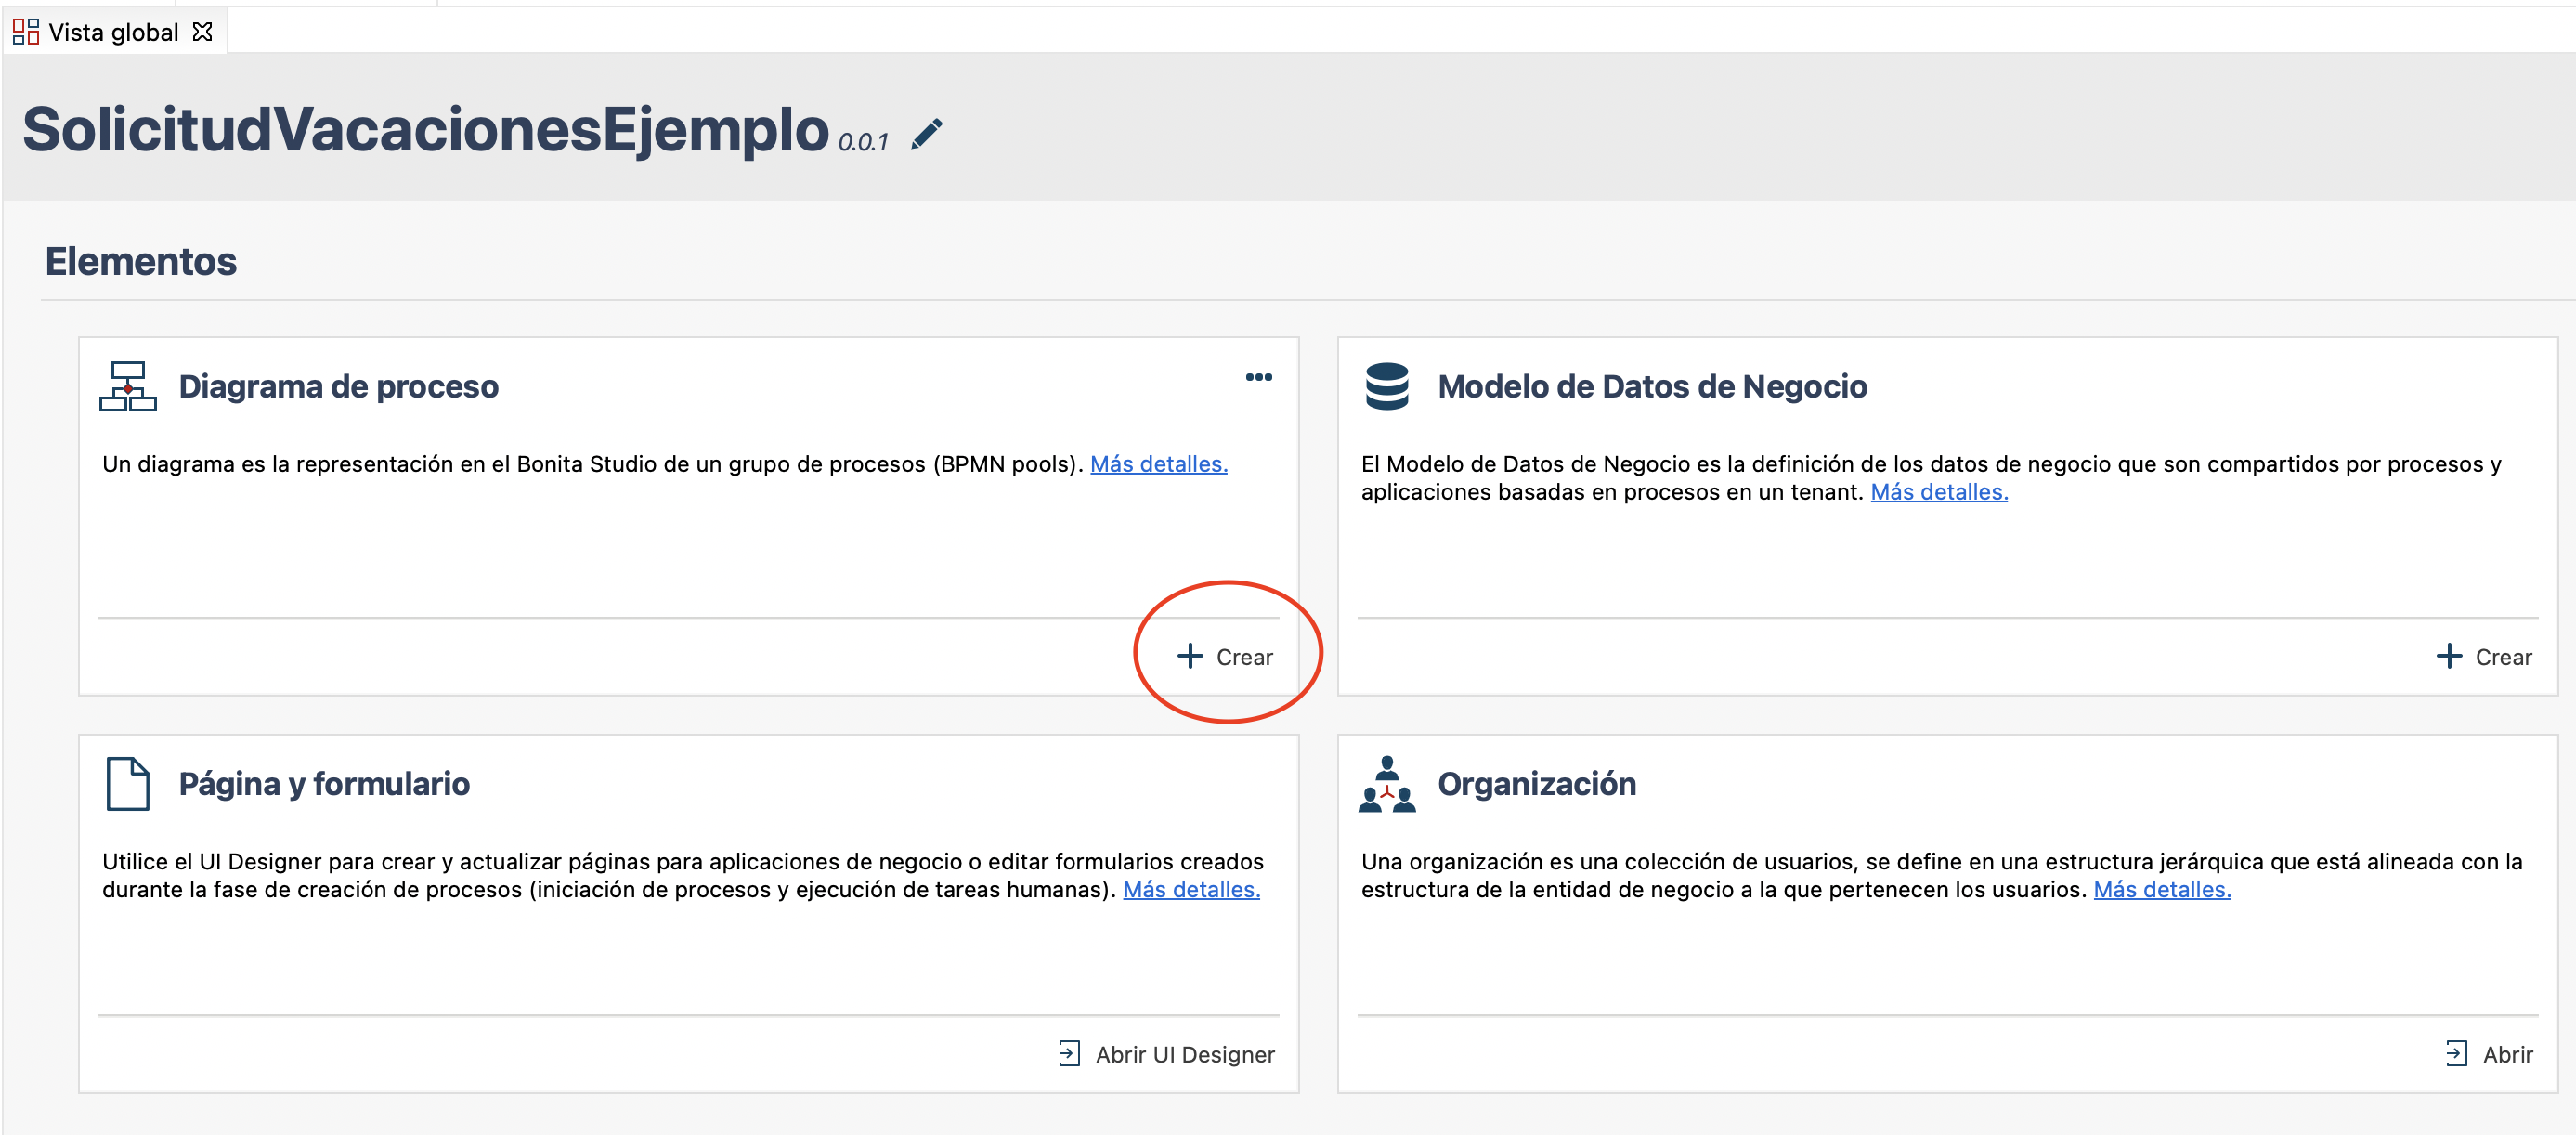 Vista global
SolicitudVacacionesEjemplo 0.0.1
Elementos
Diagrama de proceso
Un diagrama es la representación en el Bonita Studio de un grupo de procesos (BPMN pools). Más detalles.
+ Crear
Modelo de Datos de Negocio
El Modelo de Datos de Negocio es la definición de los datos de negocio que son compartidos por procesos y
aplicaciones basadas en procesos en un tenant. Más detalles.
+ Crear
Página y formulario
Utilice el UI Designer para crear y actualizar páginas para aplicaciones de negocio o editar formularios creados
durante la fase de creación de procesos (iniciación de procesos y ejecución de tareas humanas). Más detalles.
Abrir UI Designer
Organización
Una organización es una colección de usuarios, se define en una estructura jerárquica que está alineada con la
estructura de la entidad de negocio a la que pertenecen los usuarios. Más detalles.
Abrir